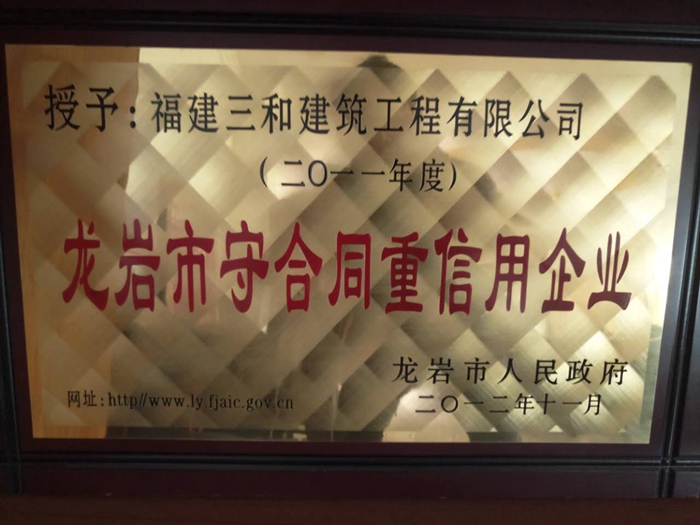 授予：福建三和建筑工程有限公司
（二〇一一年度）
龙岩市守合同重信用企业
龙岩市人民政府
网址:http//www.ly.fjaic.gov.cn
二〇一二年十一月